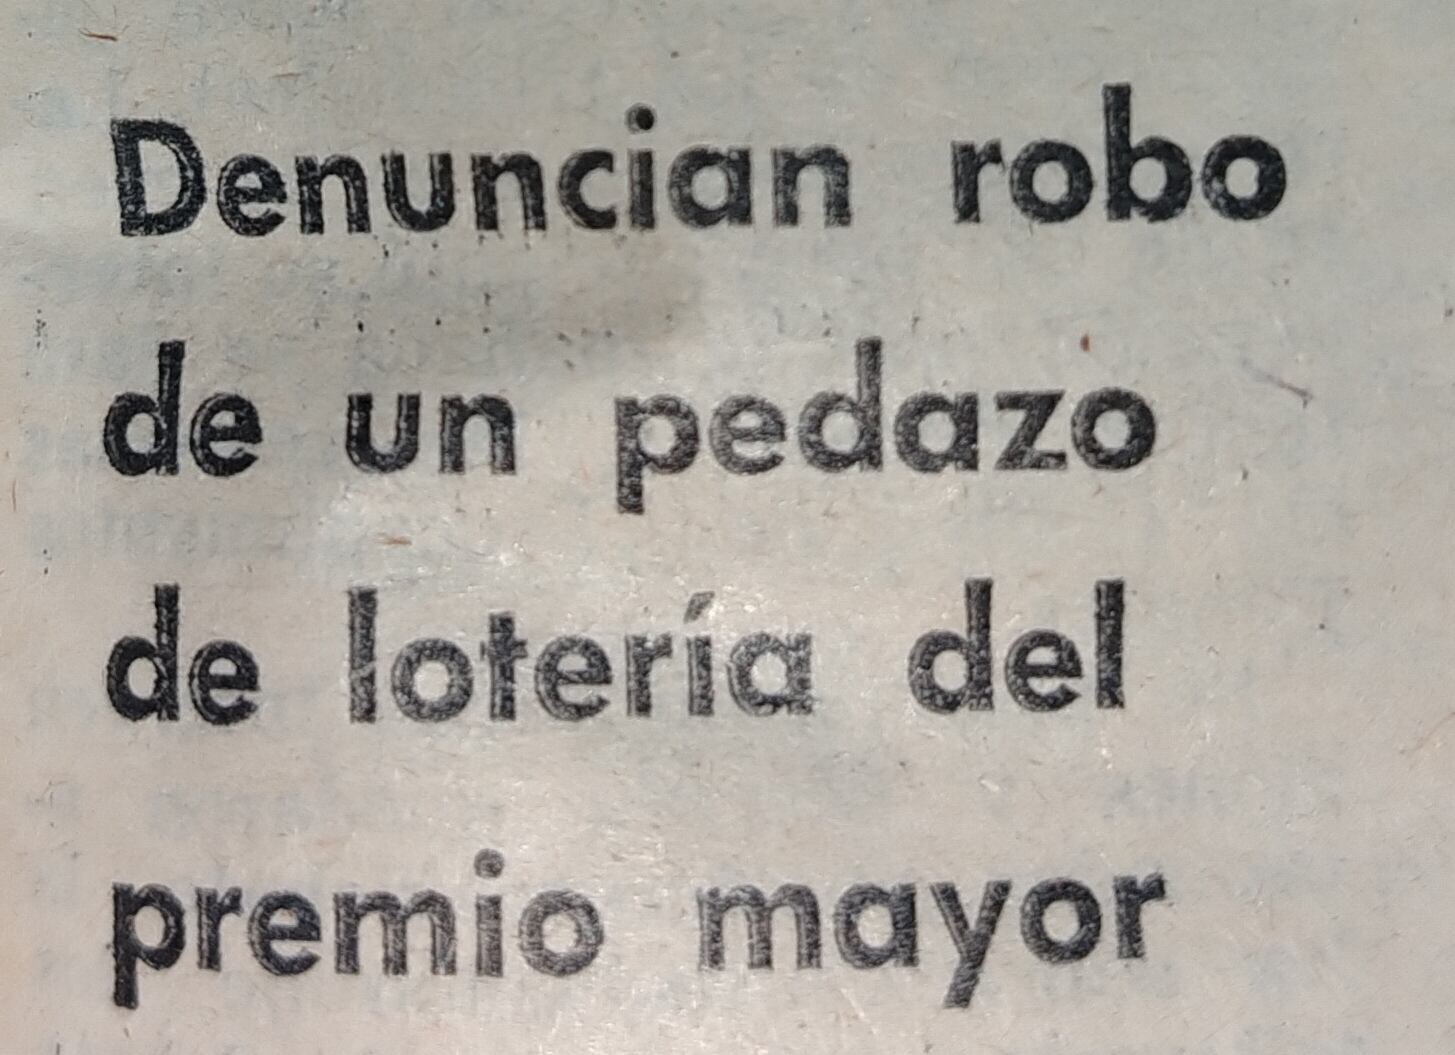 Denuncian robo
de un pedazo
de lotería del
premio mayor